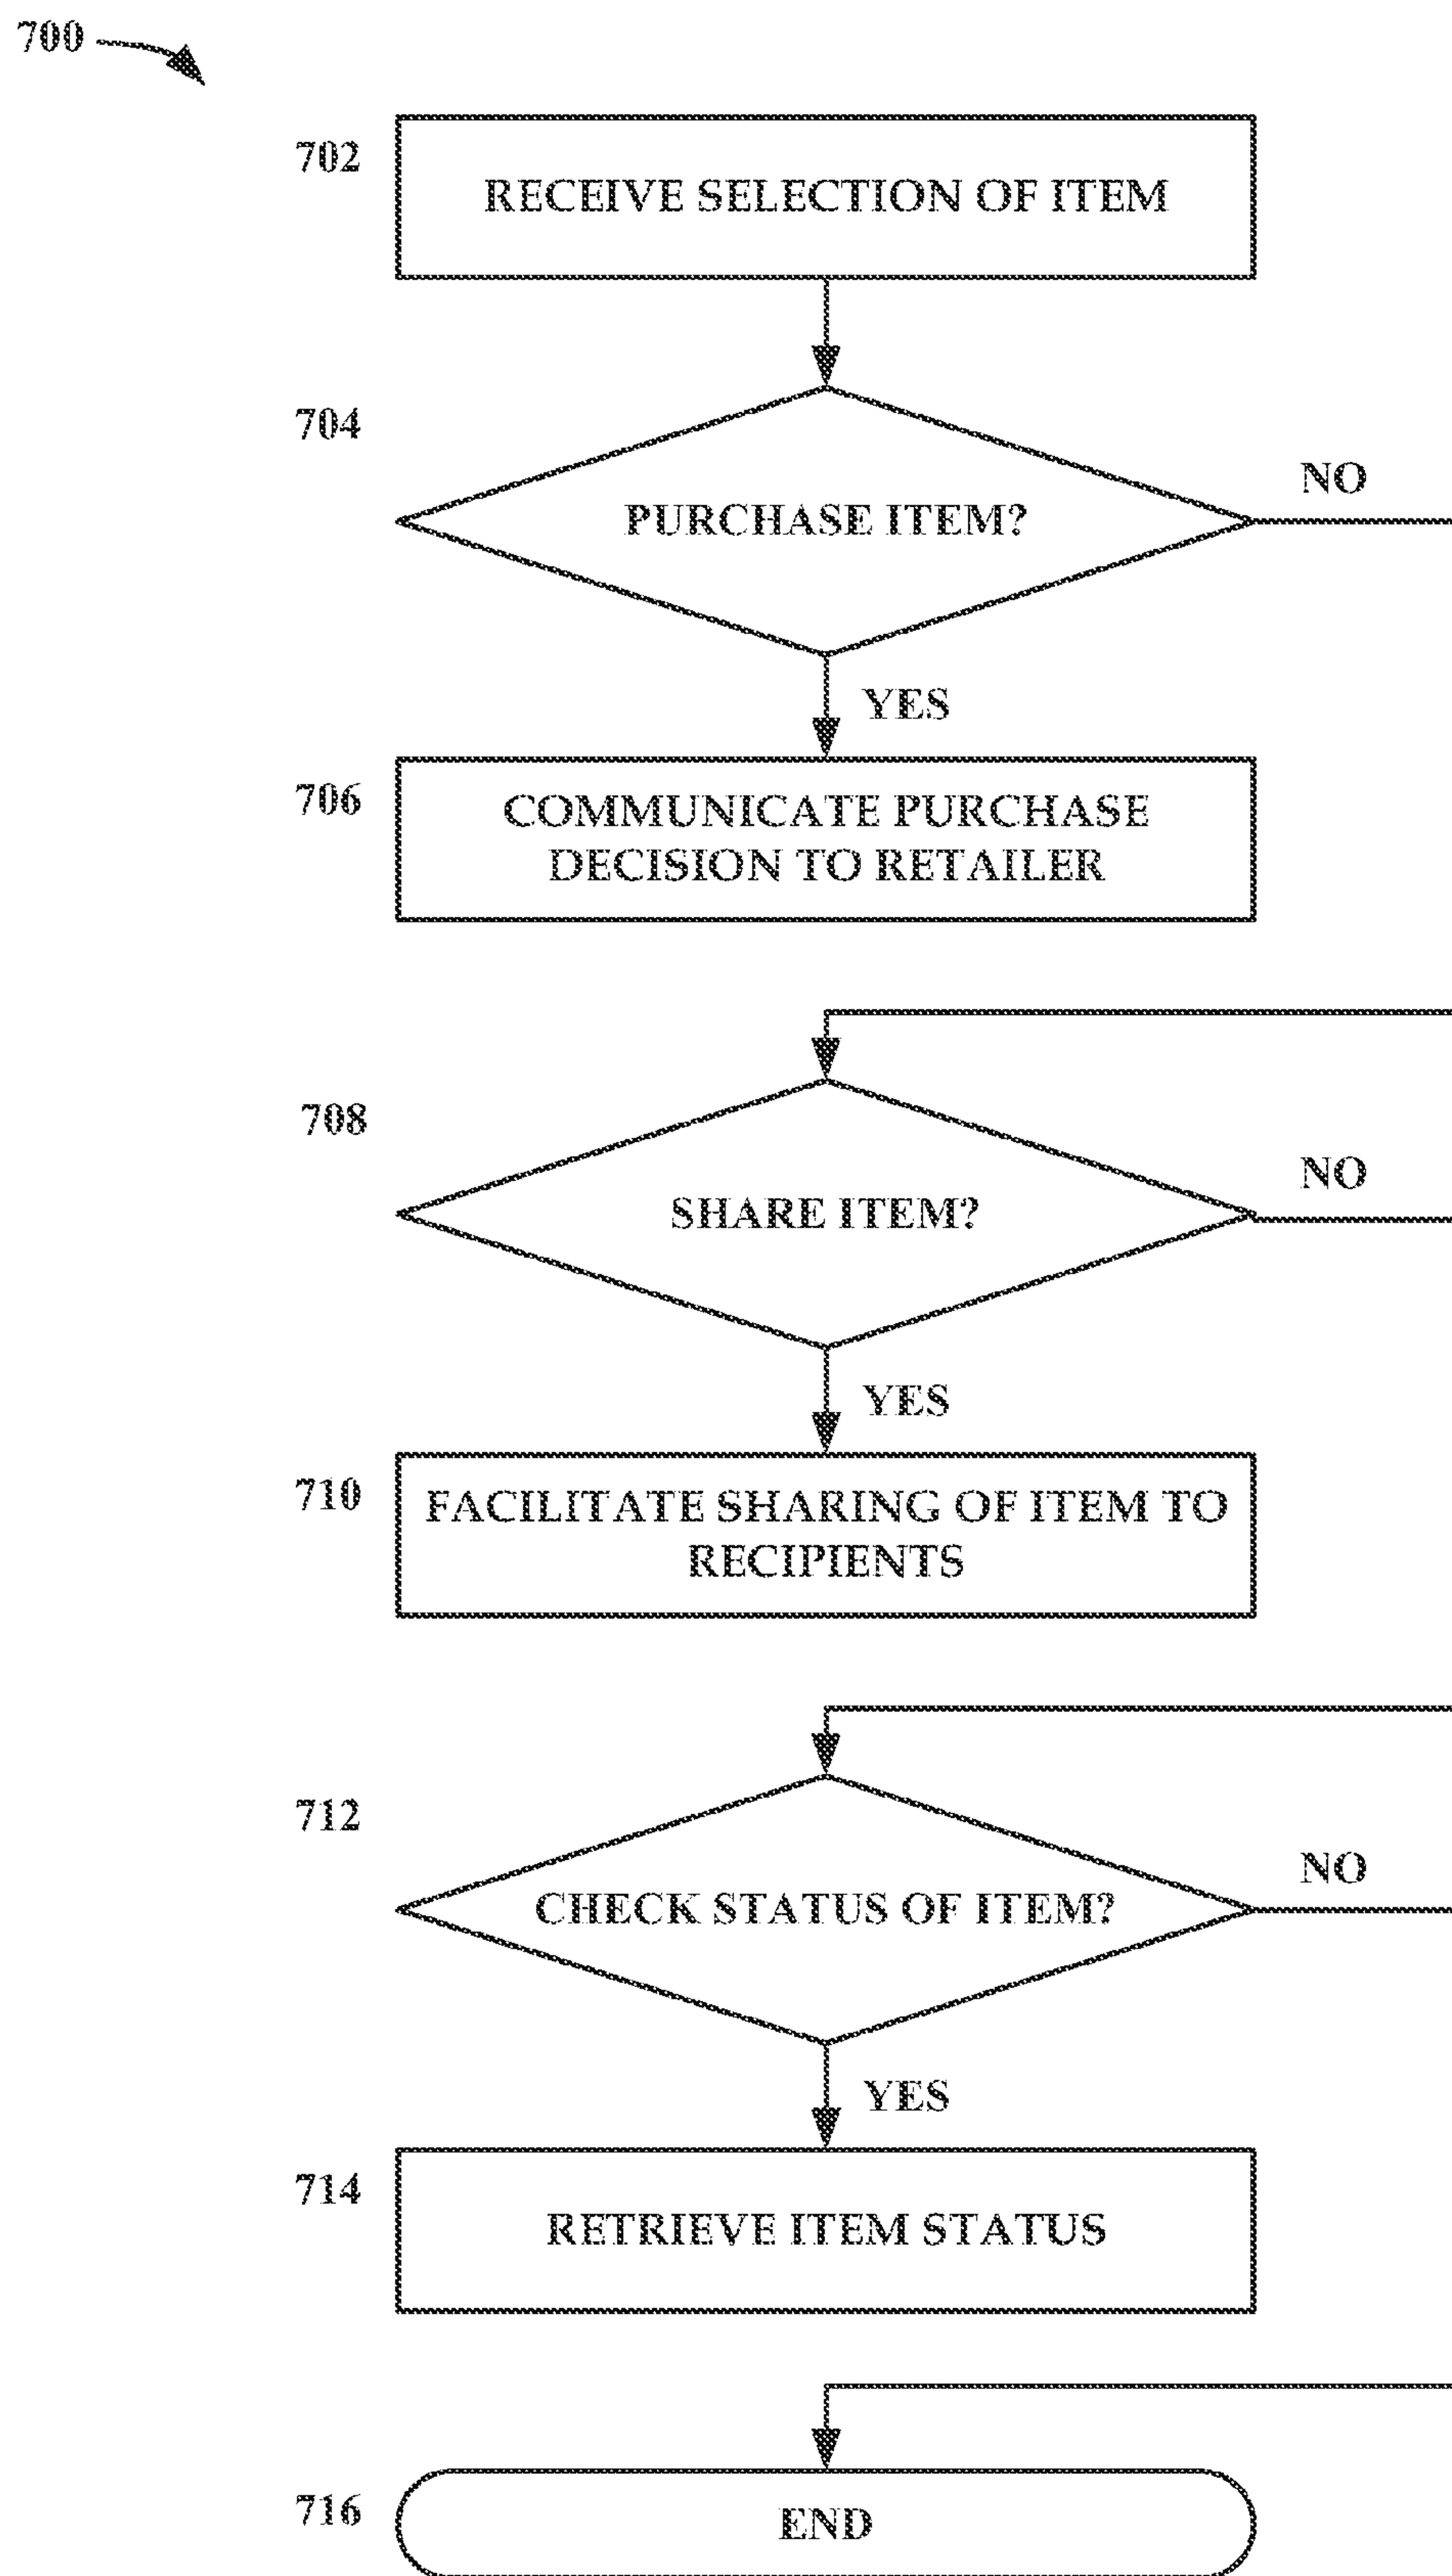 700
702
RECEIVE SELECTION OF ITEM
704
PURCHASE ITEM?
NO
YES
706
COMMUNICATE PURCHASE
DECISION TO RETAILER
708
SHARE ITEM?
NO
YES
710
FACILITATE SHARING OF ITEM TO
RECIPIENTS
712
CHECK STATUS OF ITEM?
NO
YES
714
RETRIEVE ITEM STATUS
716
END